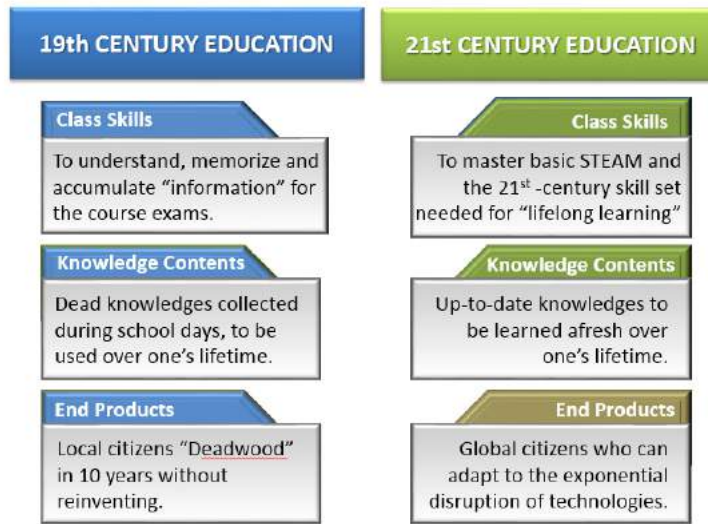 19th CENTURY EDUCATION
Class Skills
To understand, memorize and
accumulate “information” for
the course exams.
Knowledge Contents
Dead knowledges collected
during school days, to be
used over one’s lifetime.
End Products
Local citizens “Deadwood”
in 10 years without
reinventing.
21st CENTURY EDUCATION
Class Skills
To master basic STEAM and
the 21st -century skill set
needed for “lifelong learning”
Knowledge Contents
Up-to-date knowledges to
be learned afresh over
one’s lifetime.
End Products
Global citizens who can
adapt to the exponential
disruption of technologies.